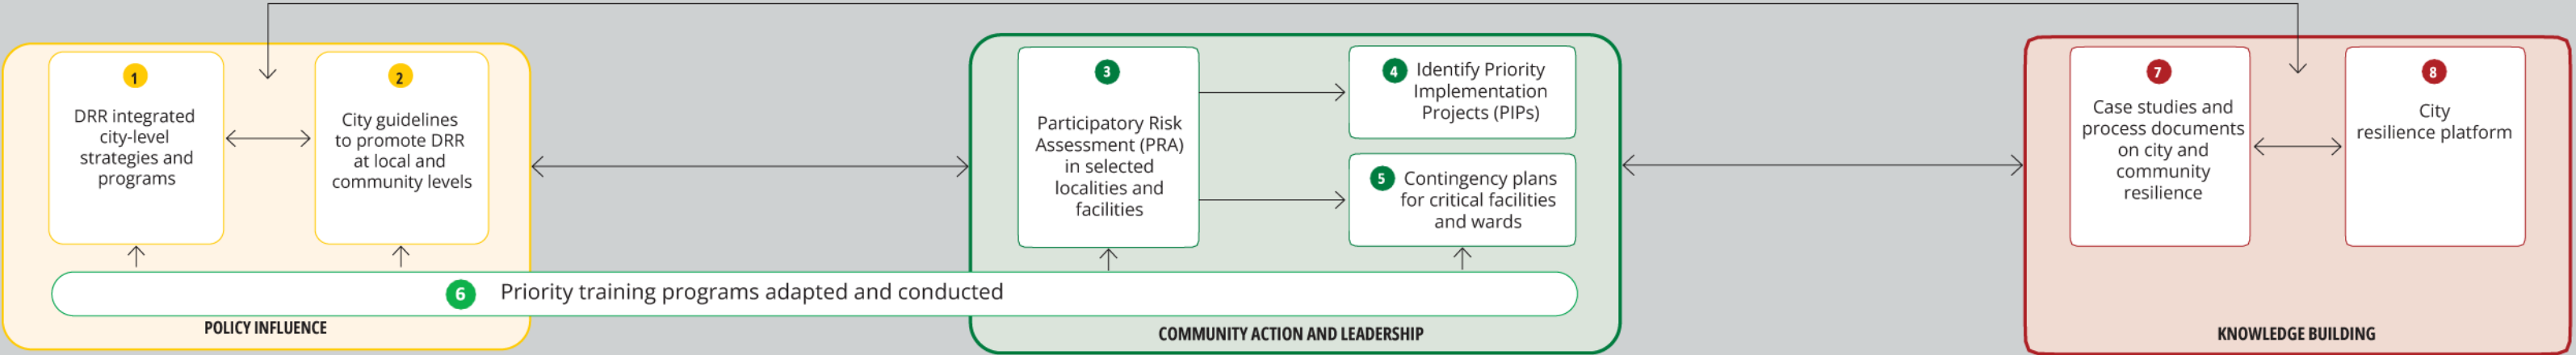 1
DRR integrated
city-level
strategies and
programs
2
City guidelines
to promote DRR
at local and
community levels
3
Participatory Risk
Assessment (PRA)
in selected
localities and
facilities
4 Identify Priority
Implementation
Projects (PIPs)
5 Contingency plans
for critical facilities
and wards
6 Priority training programs adapted and conducted
POLICY INFLUENCE
COMMUNITY ACTION AND LEADERSHIP
7
Case studies and
process documents
on city and
community
resilience
8
City
resilience platform
KNOWLEDGE BUILDING